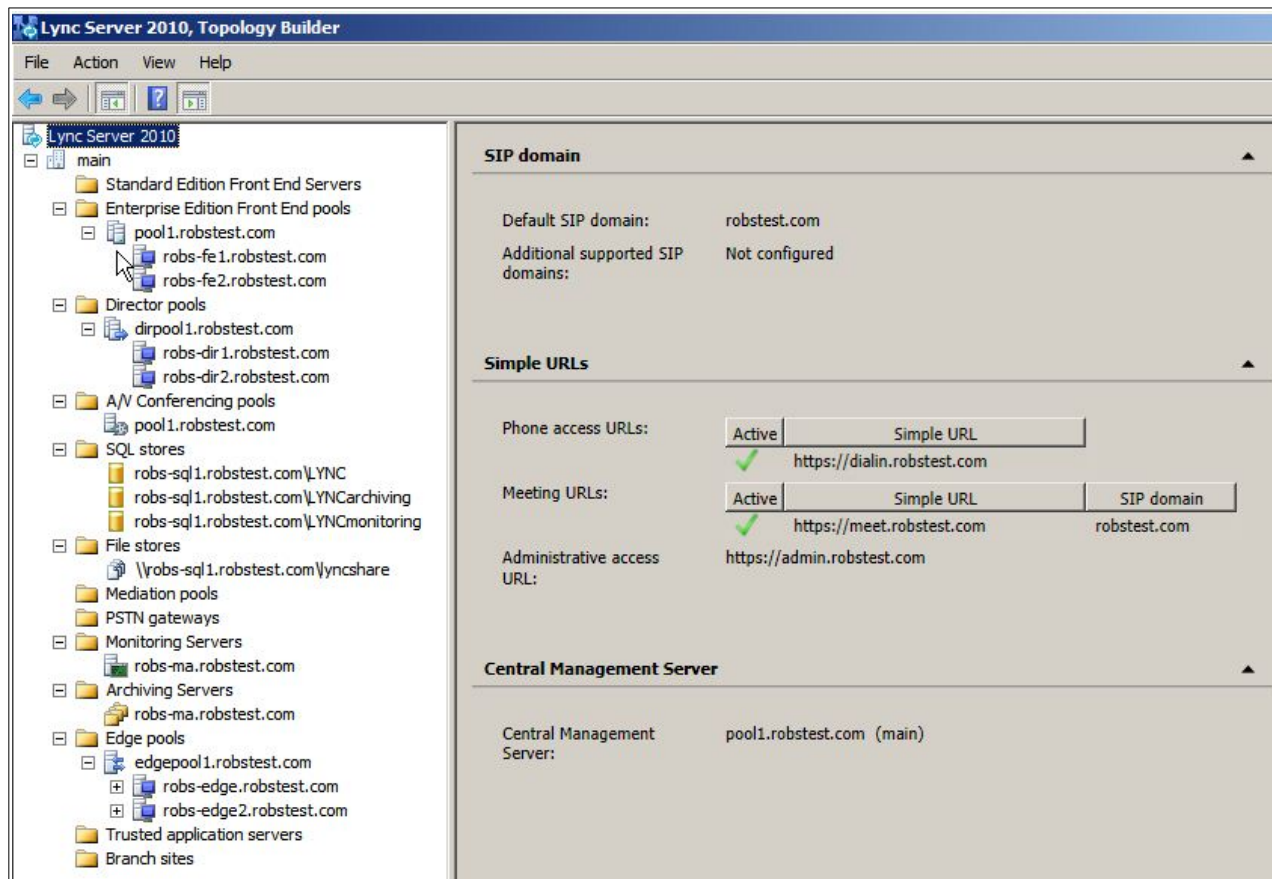 Lync Server 2010, Topology Builder
File Action View Help
Lync Server 2010
main
Standard Edition Front End Servers
Enterprise Edition Front End pools
pool1.robstest.com
robs-fe1.robstest.com
robs-fe2.robstest.com
Director pools
dirpool1.robstest.com
robs-dir1.robstest.com
robs-dir2.robstest.com
A/V Conferencing pools
pool1.robstest.com
SQL stores
robs-sql1.robstest.com\LYNC
robs-sql1.robstest.com\LYNCarchiving
robs-sql1.robstest.com\LYNCmonitoring
File stores
\\robs-sql1.robstest.com\lyncshare
Mediation pools
PSTN gateways
Monitoring Servers
robs-ma.robstest.com
Archiving Servers
robs-ma.robstest.com
Edge pools
edgepool1.robstest.com
robs-edge.robstest.com
robs-edge2.robstest.com
Trusted application servers
Branch sites
SIP domain
Default SIP domain: robstest.com
Additional supported SIP Not configured
domains:
Simple URLs
Phone access URLs: Active Simple URL
https://dialin.robstest.com
Meeting URLs: Active Simple URL SIP domain
https://meet.robstest.com robstest.com
Administrative access https://admin.robstest.com
URL:
Central Management Server
Central Management pool1.robstest.com (main)
Server: